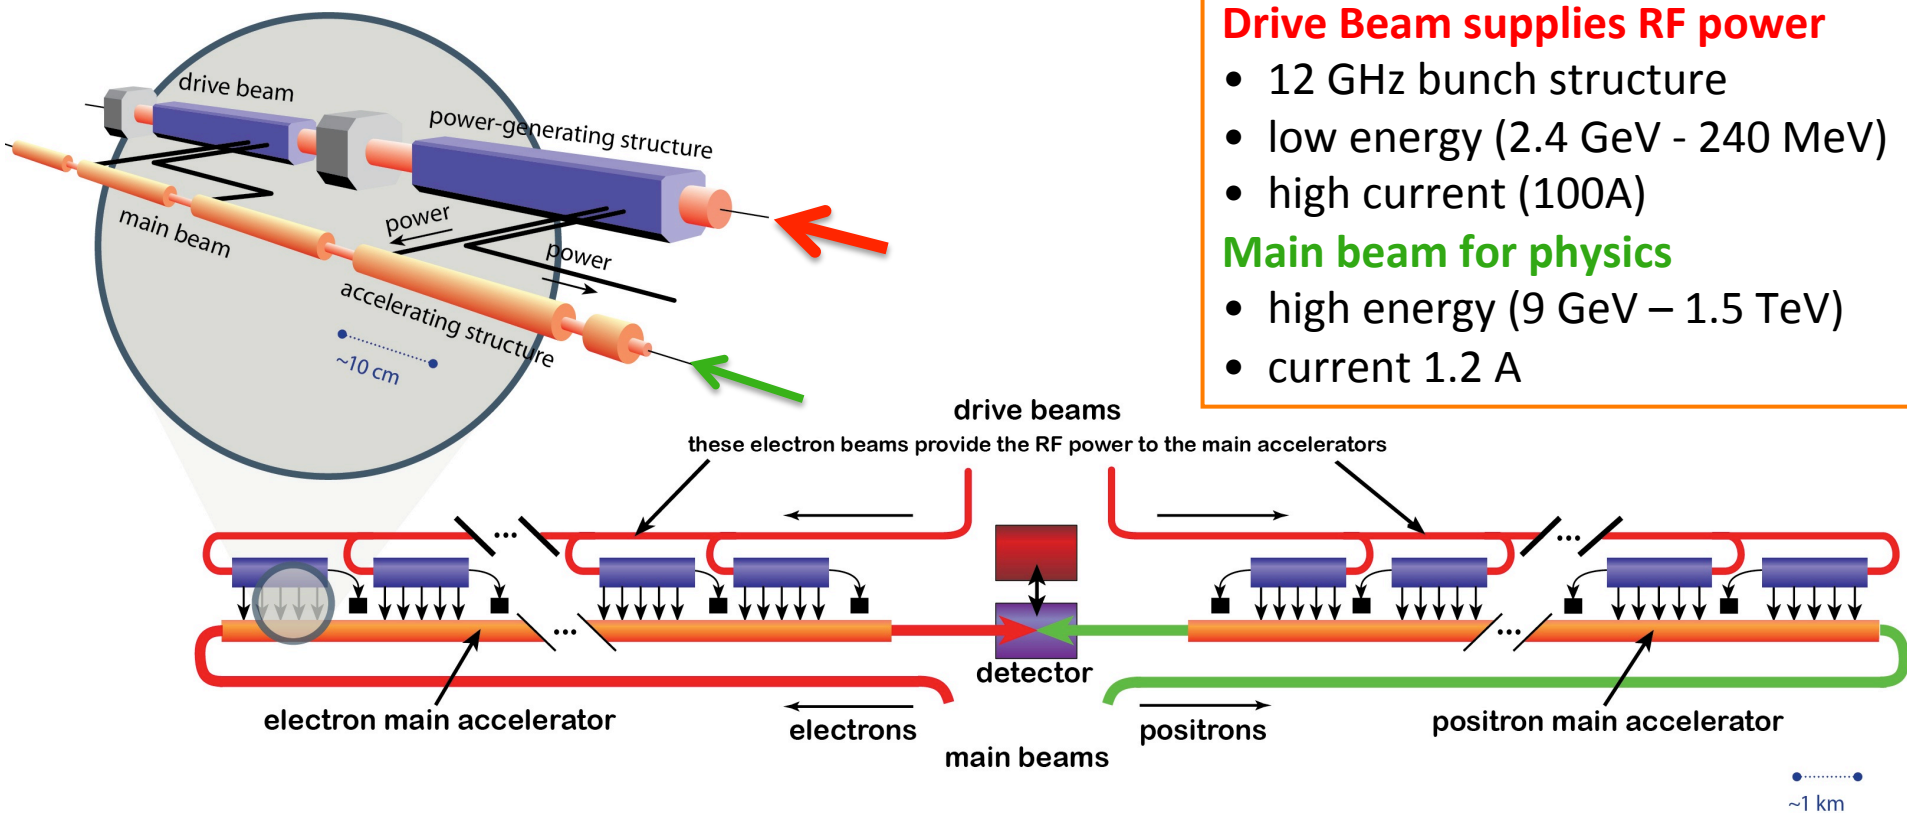 Drive Beam supplies RF power
• 12 GHz bunch structure
• low energy (2.4 GeV - 240 MeV)
• high current (100A)
Main beam for physics
• high energy (9 GeV – 1.5 TeV)
• current 1.2 A
drive beam
power-generating structure
main beam
power
power
accelerating structure
~10 cm
drive beams
these electron beams provide the RF power to the main accelerators
...
...
...
...
detector
electron main accelerator
electrons
positrons
positron main accelerator
main beams
~1 km